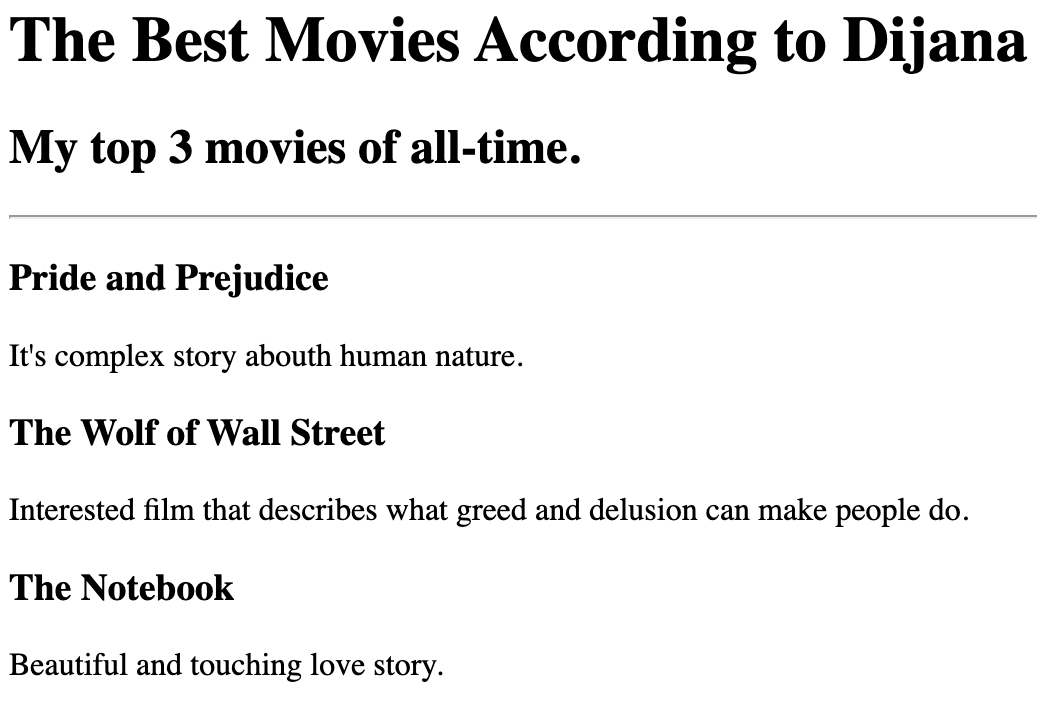 The Best Movies According to Dijana
My top 3 movies of all-time.
Pride and Prejudice
It's complex story abouth human nature.
The Wolf of Wall Street
Interested film that describes what greed and delusion can make people do.
The Notebook
Beautiful and touching love story.